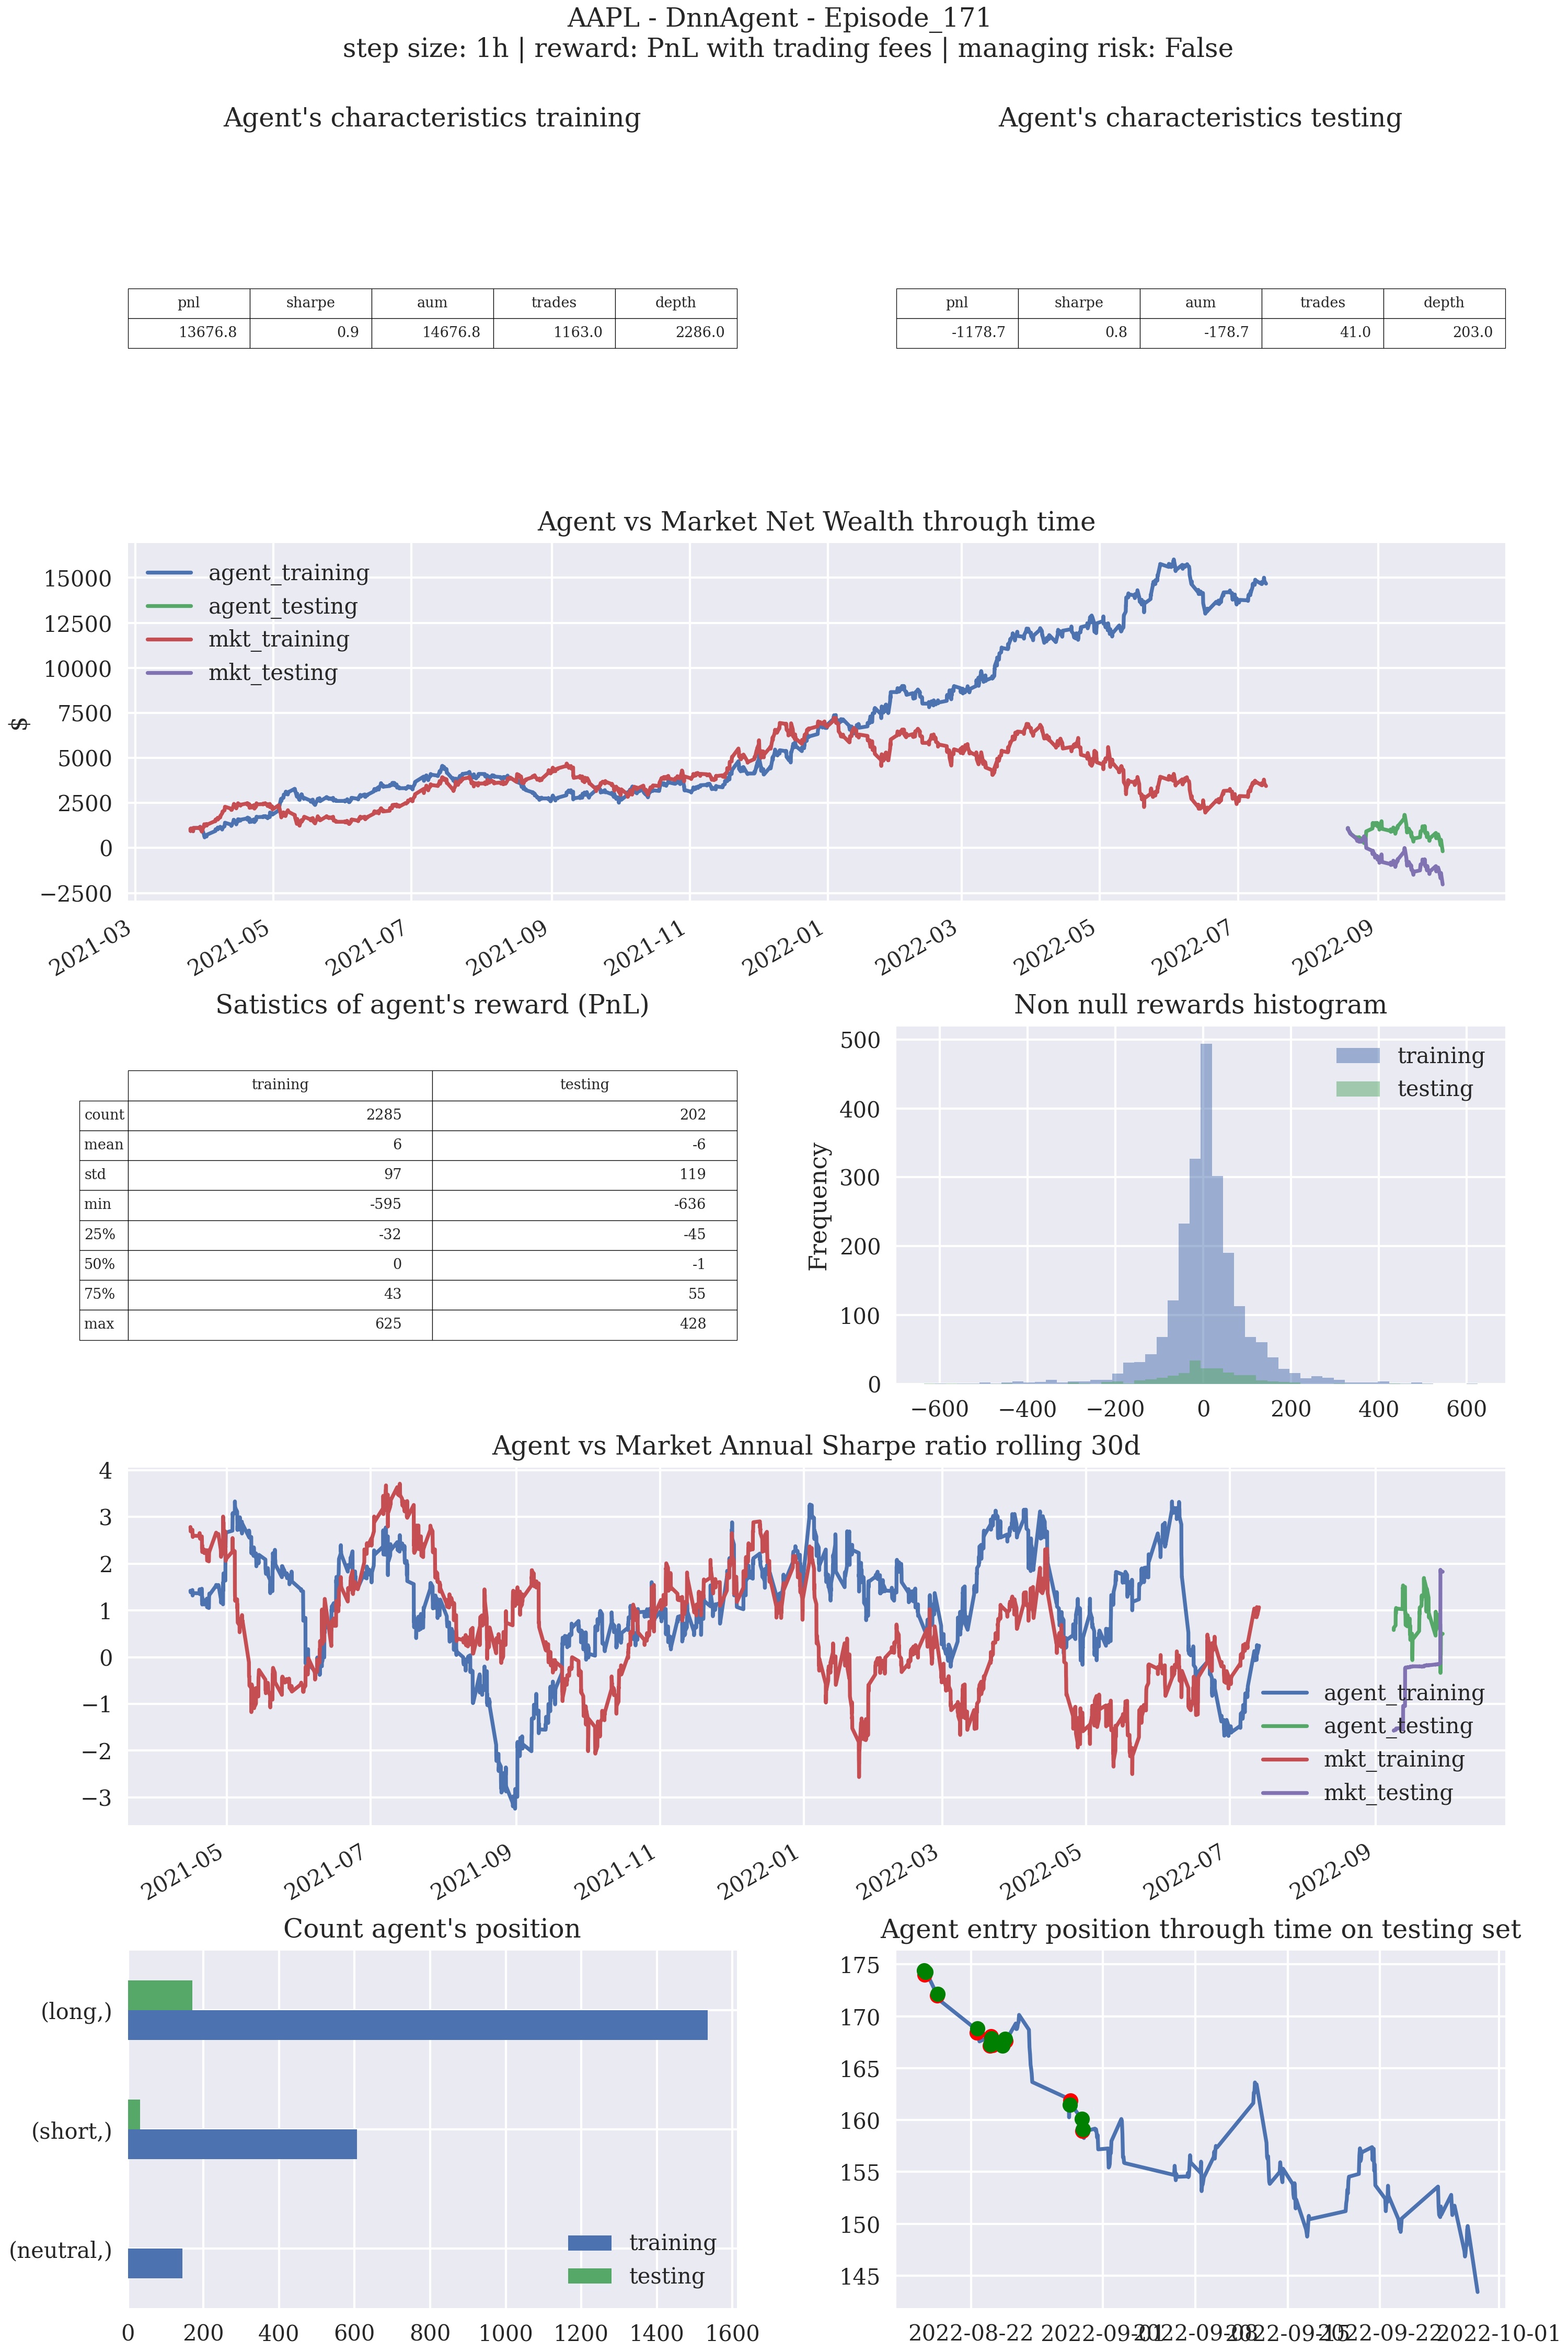 AAPL - DnnAgent - Episode_171
step size: 1h | reward: PnL with trading fees | managing risk: False
Agent's characteristics training
Agent's characteristics testing
pnl sharpe aum trades depth
13676.8 0.9 14676.8 1163.0 2286.0
pnl sharpe aum trades depth
-1178.7 0.8 -178.7 41.0 203.0
Agent vs Market Net Wealth through time
agent_training
agent_testing
mkt_training
mkt_testing
$
15000
12500
10000
7500
5000
2500
0
−2500
2021-03 2021-05 2021-07 2021-09 2021-11 2022-01 2022-03 2022-05 2022-07 2022-09
Satistics of agent's reward (PnL)
training testing
count 2285 202
mean 6 -6
std 97 119
min -595 -636
25% -32 -45
50% 0 -1
75% 43 55
max 625 428
Non null rewards histogram
training
testing
Frequency
500
400
300
200
100
0
−600 −400 −200 0 200 400 600
Agent vs Market Annual Sharpe ratio rolling 30d
4
3
2
1
0
−1
−2
−3
agent_training
agent_testing
mkt_training
mkt_testing
2021-05 2021-07 2021-09 2021-11 2022-01 2022-03 2022-05 2022-07 2022-09
Count agent's position
(long,)
(short,)
(neutral,)
training
testing
0 200 400 600 800 1000 1200 1400 1600
Agent entry position through time on testing set
175
170
165
160
155
150
145
2022-08-22 2022-09-01 2022-09-08 2022-09-15 2022-09-22 2022-10-01